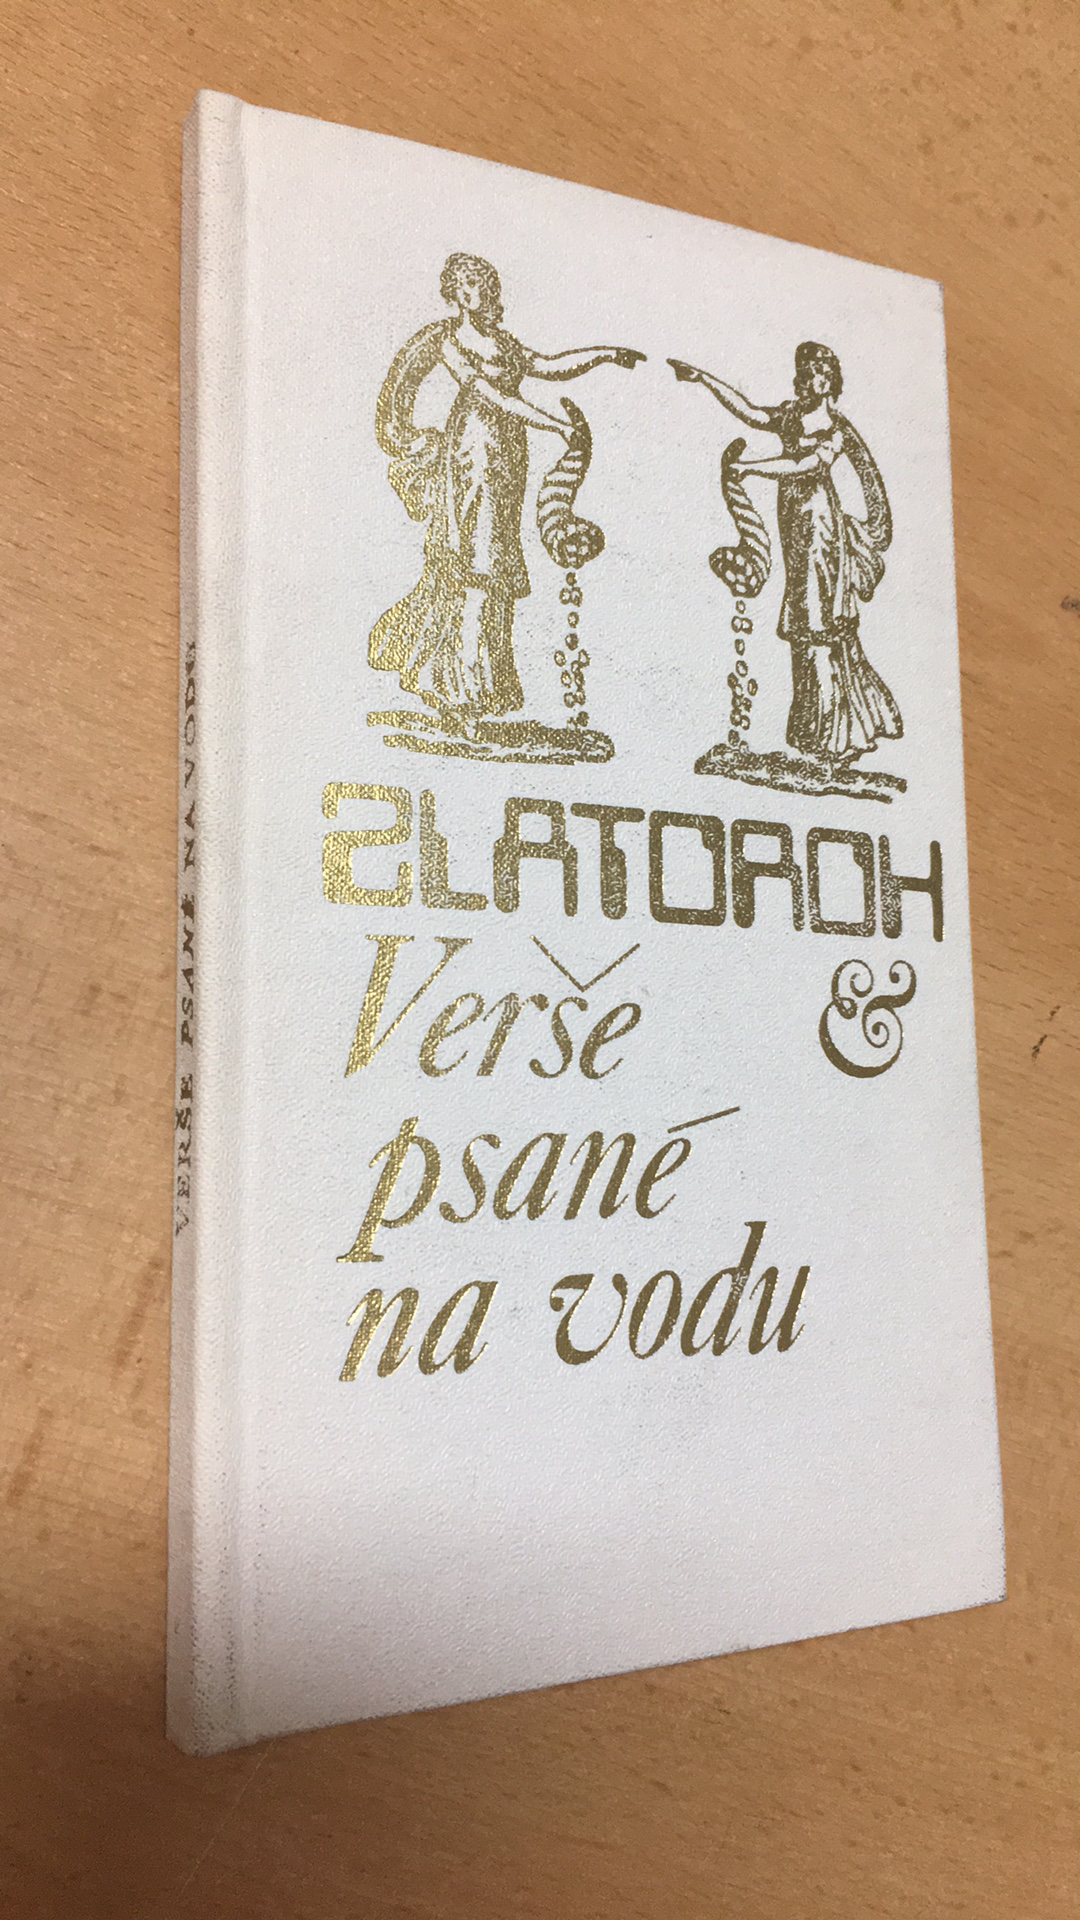 ZLATOROH
Verše &
psané
na vodu
VERŠE PSANÉ NA VODU